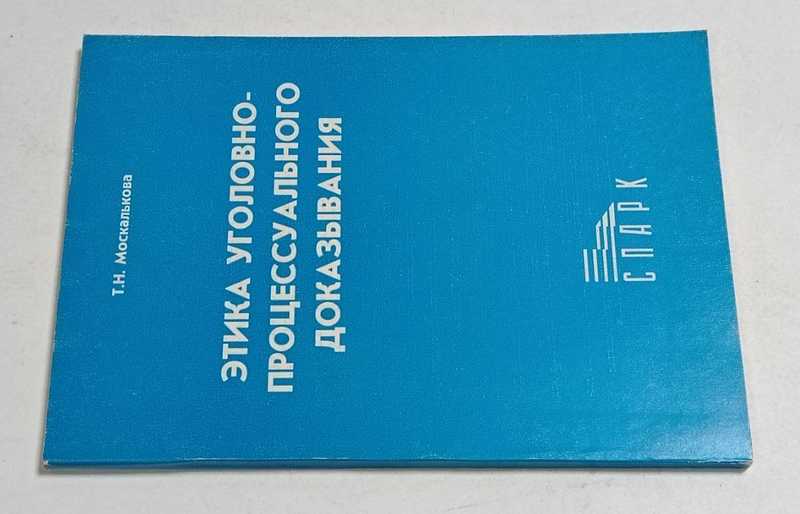 Т.Н. Москалькова
ЭТИКА УГОЛОВНО-
ПРОЦЕССУАЛЬНОГО
ДОКАЗЫВАНИЯ
СПАРК